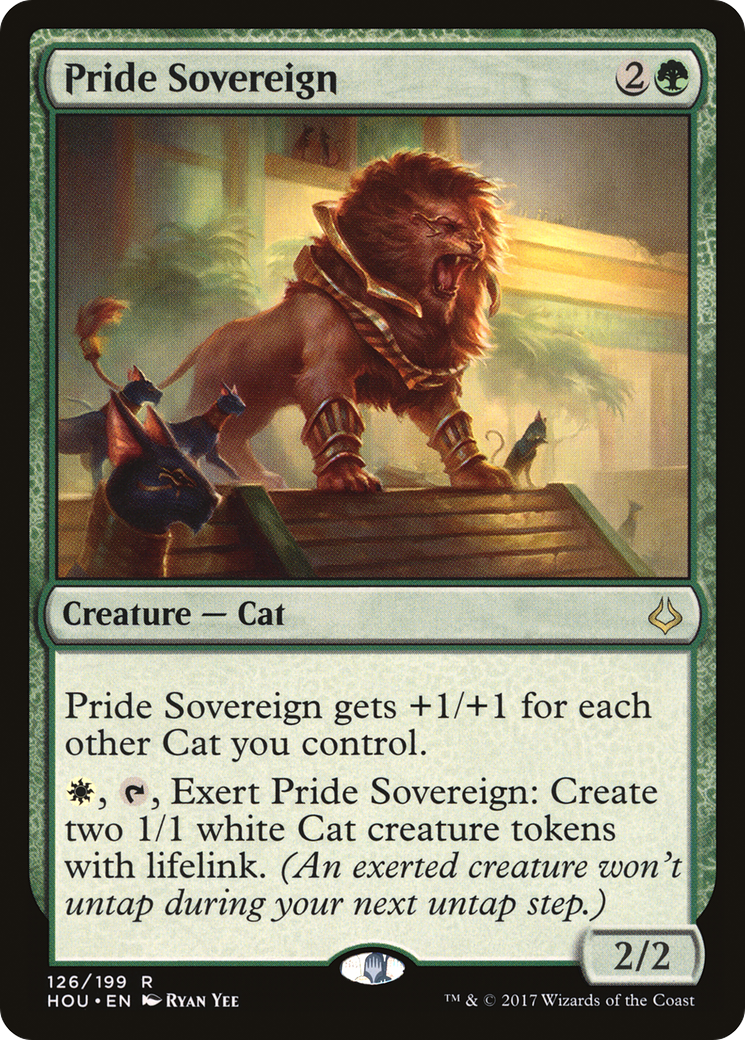 Pride Sovereign 2
Creature — Cat
Pride Sovereign gets +1/+1 for each
other Cat you control.
, , Exert Pride Sovereign: Create
two 1/1 white Cat creature tokens
with lifelink. (An exerted creature won't
untap during your next untap step.)
2/2
126/199 R
HOU • EN Ryan Yee
™ & © 2017 Wizards of the Coast